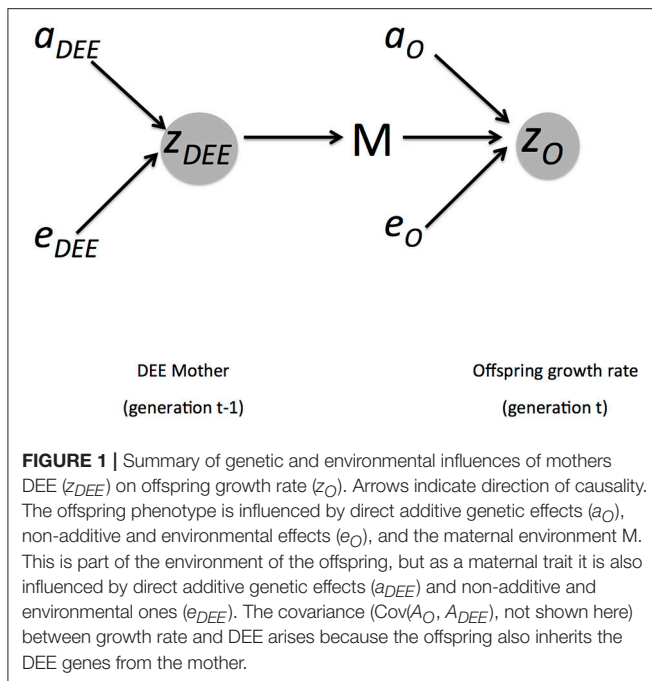 a_DEE
a_O
z_DEE
M
z_O
e_DEE
e_O
DEE Mother
Offspring growth rate
(generation t-1)
(generation t)
FIGURE 1 | Summary of genetic and environmental influences of mothers
DEE (z_DEE) on offspring growth rate (z_O). Arrows indicate direction of causality.
The offspring phenotype is influenced by direct additive genetic effects (a_O),
non-additive and environmental effects (e_O), and the maternal environment M.
This is part of the environment of the offspring, but as a maternal trait it is also
influenced by direct additive genetic effects (a_DEE) and non-additive and
environmental ones (e_DEE). The covariance (Cov(A_O, A_DEE), not shown here)
between growth rate and DEE arises because the offspring also inherits the
DEE genes from the mother.